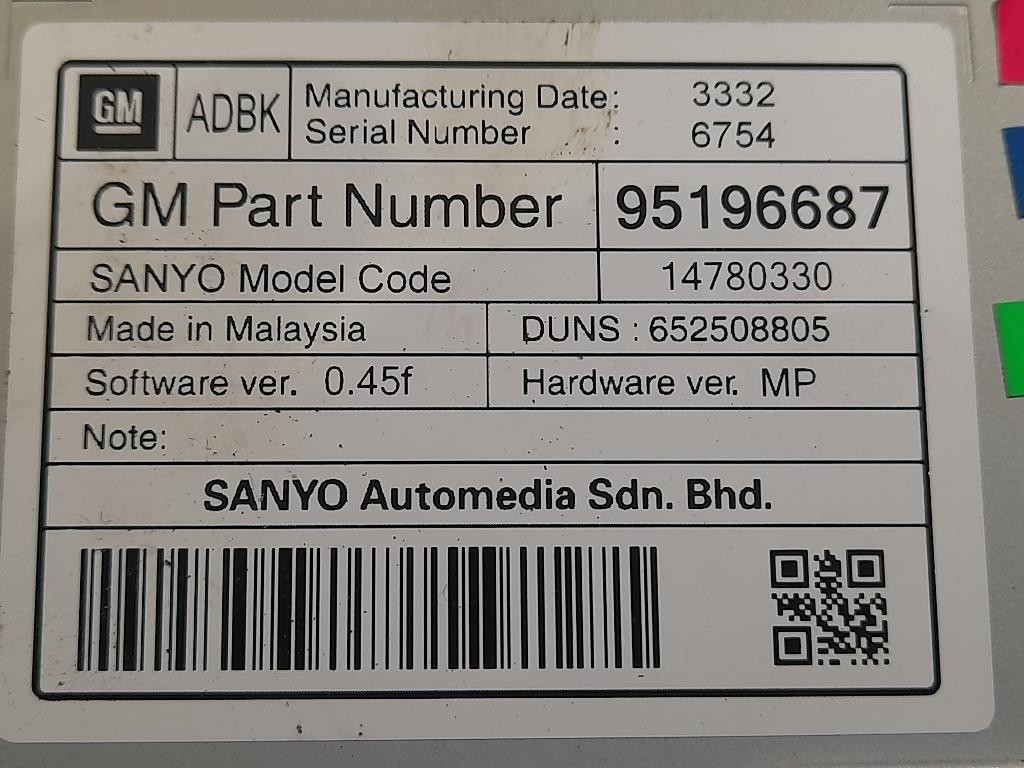 GM ADBK Manufacturing Date: 3332
Serial Number : 6754
GM Part Number 95196687
SANYO Model Code 14780330
Made in Malaysia DUNS : 652508805
Software ver. 0.45f Hardware ver. MP
Note:
SANYO Automedia Sdn. Bhd.